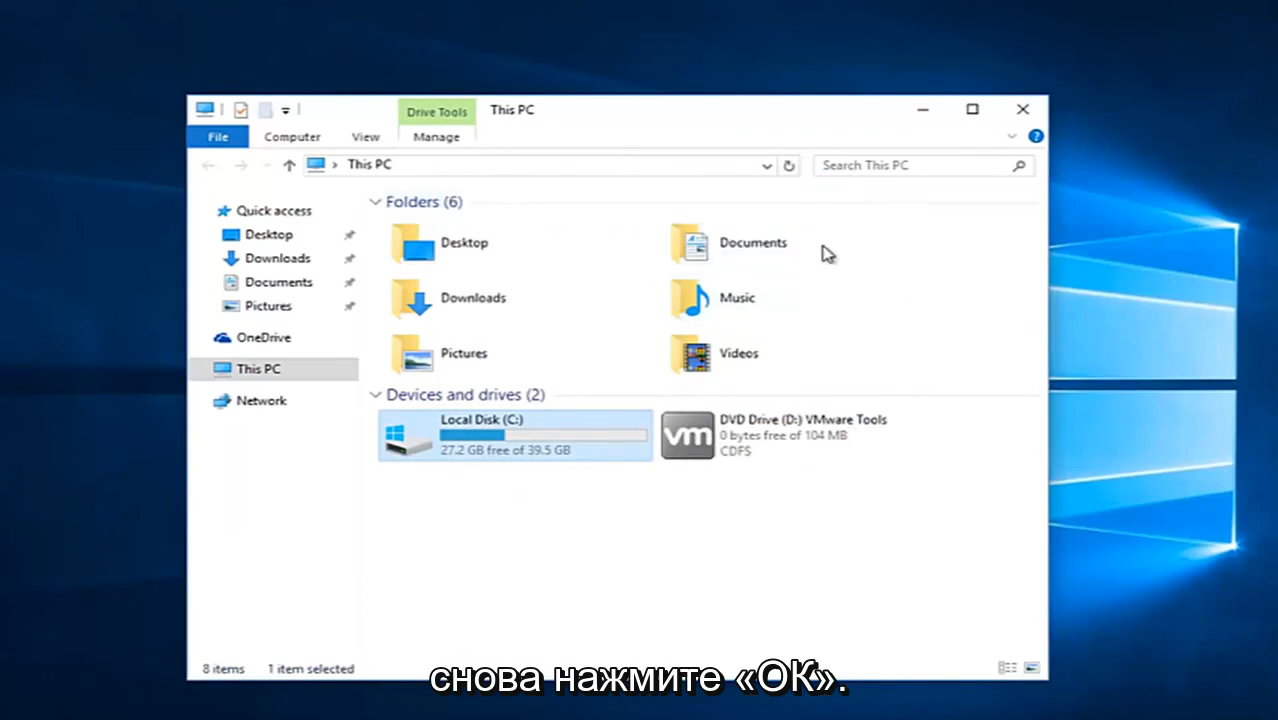 Drive Tools
This PC
File
Computer
View
Manage
This PC
Search This PC
Quick access
Desktop
Downloads
Documents
Pictures
OneDrive
This PC
Network
Folders (6)
Desktop
Documents
Downloads
Music
Pictures
Videos
Devices and drives (2)
Local Disk (C:)
27.2 GB free of 39.5 GB
vm
DVD Drive (D:) VMware Tools
0 bytes free of 104 MB
CDFS
8 items
1 item selected
снова нажмите «ОК».